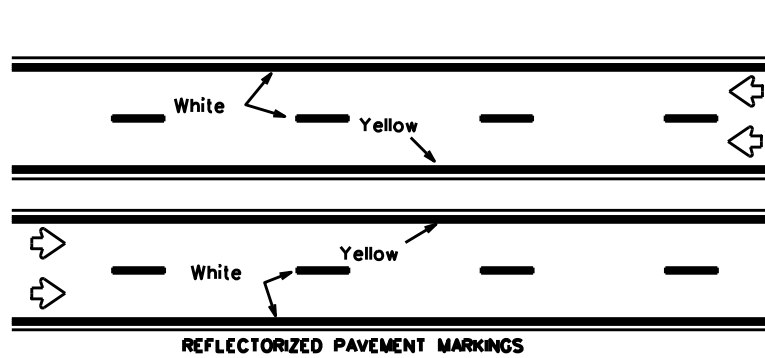 White
Yellow
Yellow
White
REFLECTORIZED PAVEMENT MARKINGS